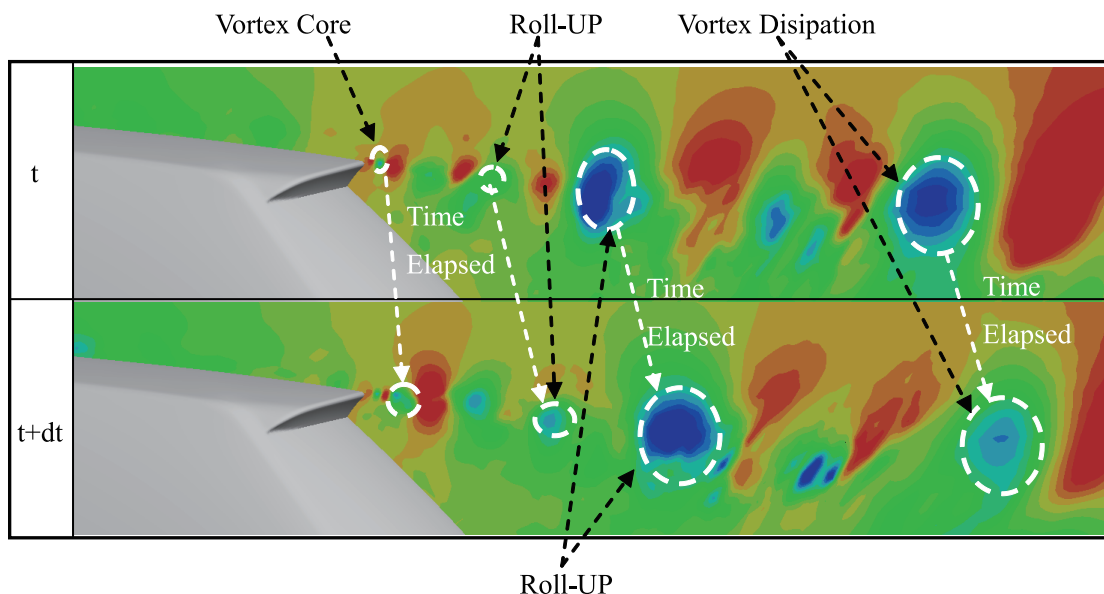 Vortex Core
Roll-UP
Vortex Disipation
t
Time
Elapsed
Time
Elapsed
Time
Elapsed
t+dt
Roll-UP